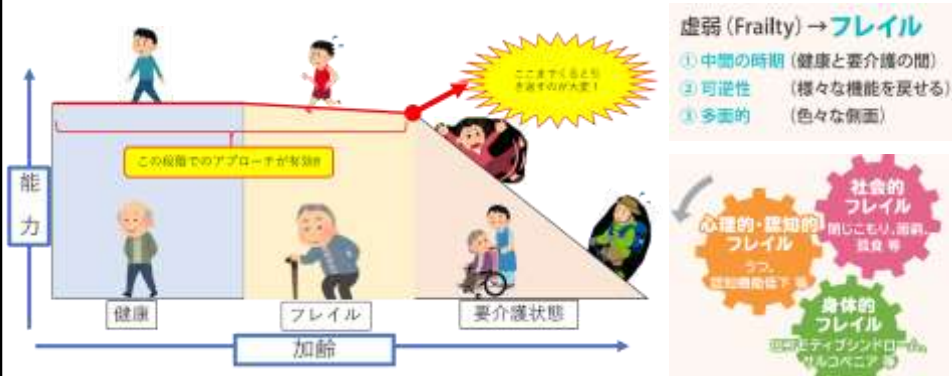 ここまでくると引
き返すのが大変！
この段階でのアプローチが有効!!
能
力
健康
フレイル
要介護状態
加齢
虚弱（Frailty）→フレイル
① 中間の時期（健康と要介護の間）
② 可逆性　（様々な機能を戻せる）
③ 多面的　（色々な側面）
社会的
フレイル
閉じこもり、困窮、
孤食 等
心理的・認知的
フレイル
うつ、
認知機能低下 等
身体的
フレイル
ロコモティブシンドローム、
サルコペニア 等